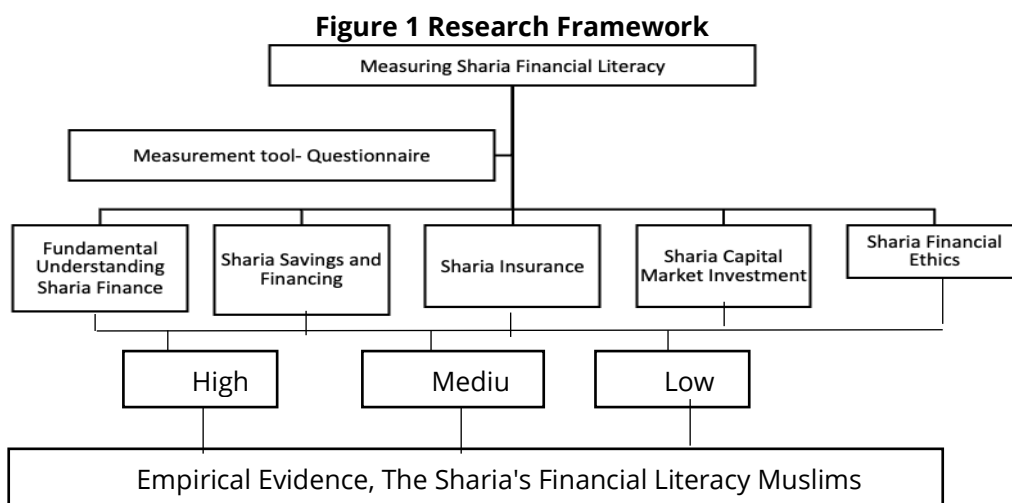 Figure 1 Research Framework
Measuring Sharia Financial Literacy
Measurement tool- Questionnaire
Fundamental
Understanding
Sharia Finance
Sharia Savings and
Financing
Sharia Insurance
Sharia Capital
Market Investment
Sharia Financial
Ethics
High
Mediu
Low
Empirical Evidence, The Sharia's Financial Literacy Muslims